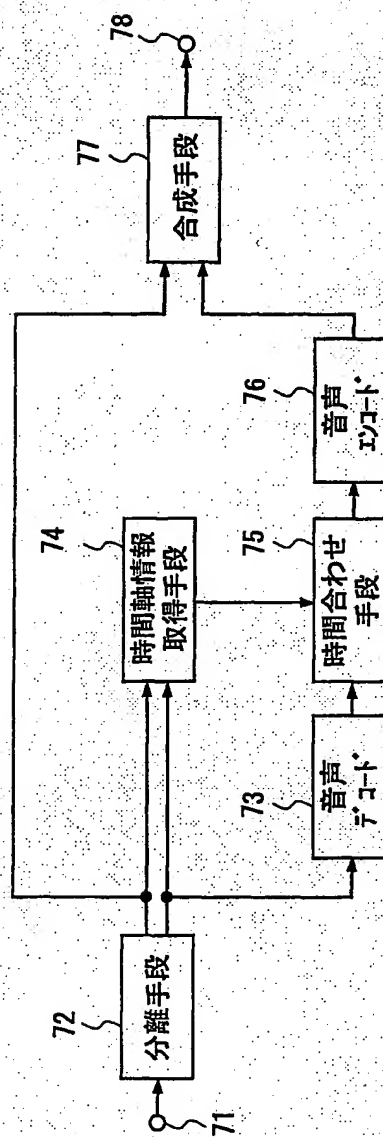 71
72
分離手段
73
音声
デコード
74
時間軸情報
取得手段
75
時間合わせ
手段
76
音声
エンコード
77
合成手段
78